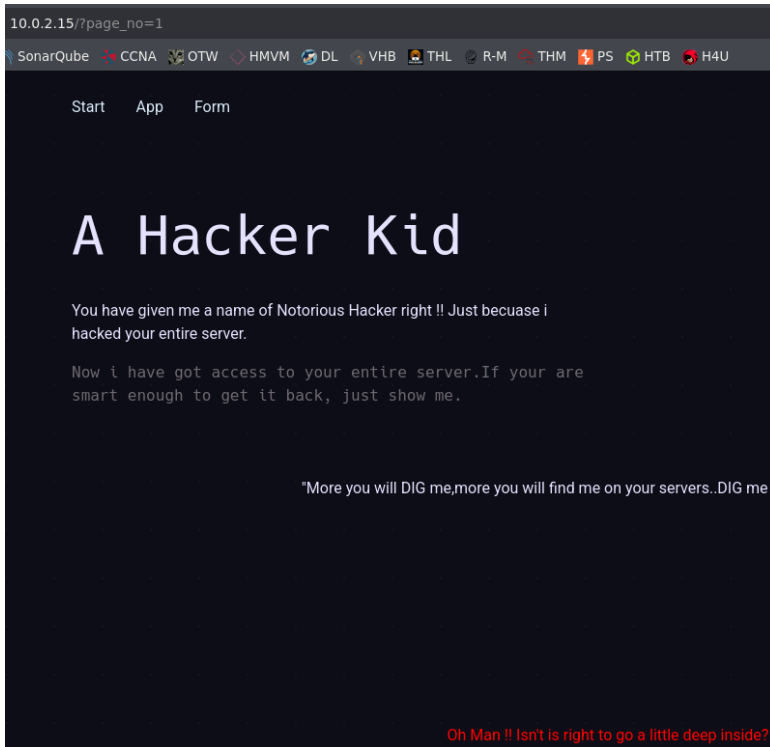 10.0.2.15/?page_no=1
SonarQube CCNA OTW HMVM DL VHB THL R-M THM PS HTB H4U
Start App Form
A Hacker Kid
You have given me a name of Notorious Hacker right !! Just becuase i
hacked your entire server.
Now i have got access to your entire server.If your are
smart enough to get it back, just show me.
"More you will DIG me,more you will find me on your servers..DIG me
Oh Man !! Isn't is right to go a little deep inside?